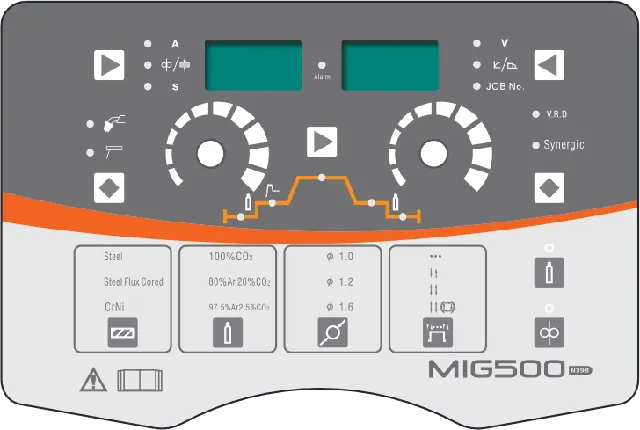 A
V
Alarm
S
JOB No.
V.R.D
Synergic
Steel
100%CO2
φ 1.0
Steel Flux Cored
80%Ar20%CO2
φ 1.2
CrNi
97.5%Ar2.5%CO2
φ 1.6
MIG500
N398